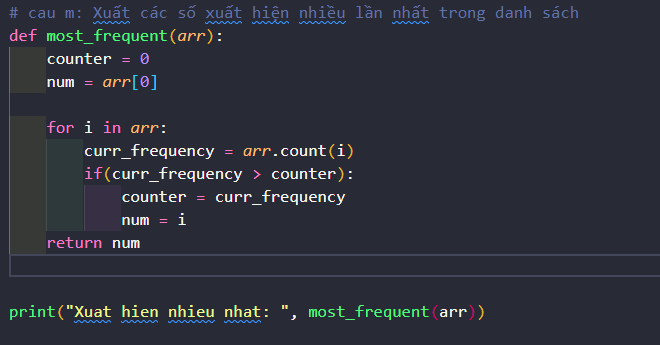 # cau m: Xuất các số xuất hiện nhiều lần nhất trong danh sách
def most_frequent(arr):
    counter = 0
    num = arr[0]
    for i in arr:
        curr_frequency = arr.count(i)
        if(curr_frequency > counter):
            counter = curr_frequency
            num = i
    return num
print("Xuat hien nhieu nhat: ", most_frequent(arr))